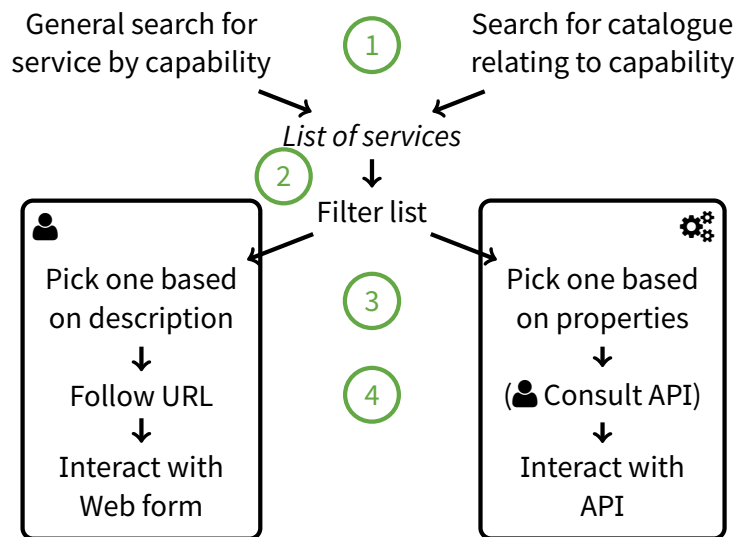 General search for
service by capability
1
Search for catalogue
relating to capability
List of services
2
Filter list
Pick one based
on description
Follow URL
Interact with
Web form
3
4
Pick one based
on properties
( Consult API)
Interact with
API